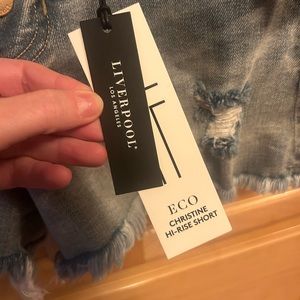 LIVERPOOL
LOS ANGELES
ECO
CHRISTINE
HI-RISE SHORT